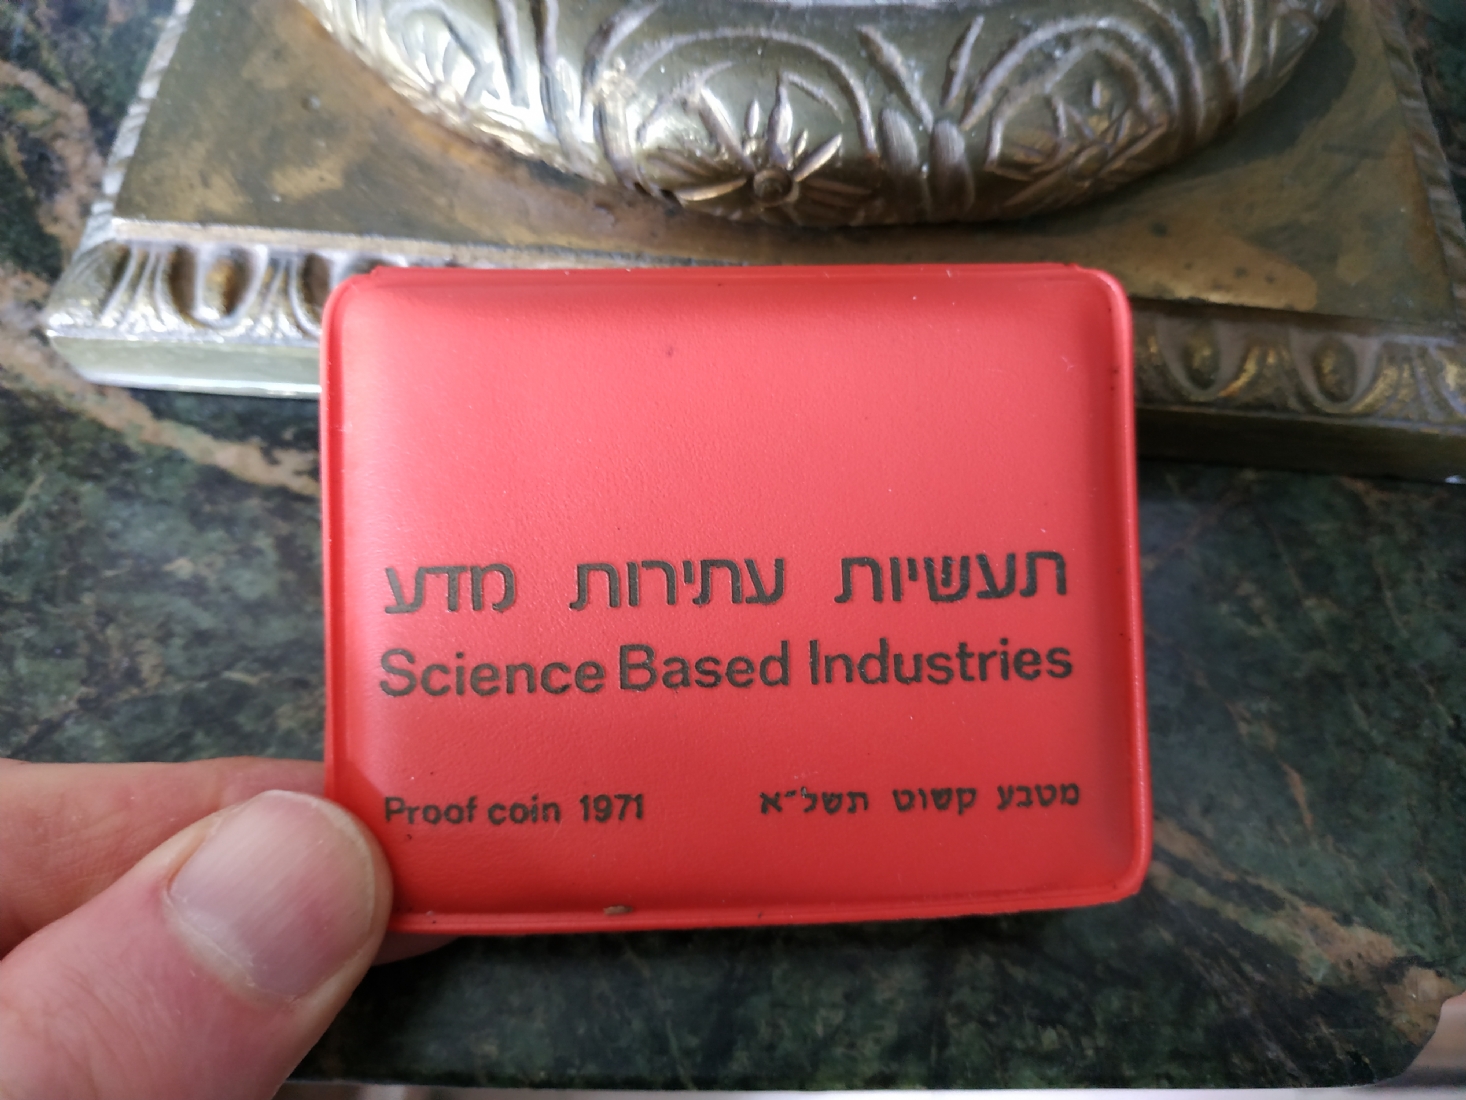 תעשיות עתירות מדע
Science Based Industries
Proof coin 1971
מטבע קשוט תשל״א